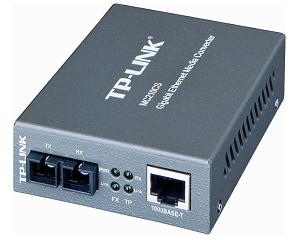 TP-LINK
MC210CS
Gigabit Ethernet Media Converter
TP-LINK
TX
RX
FX TP
1000BASE-T